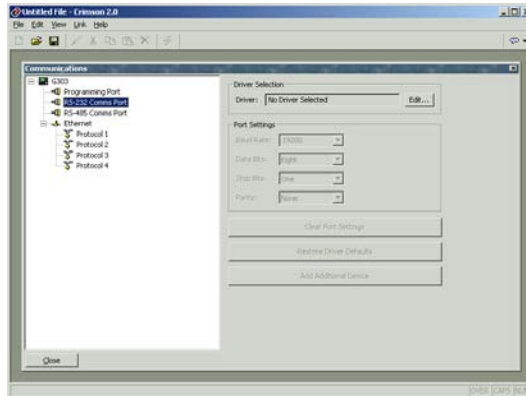 Untitled File - Crimson 2.0
File Edit View Link Help
Communications
G303
Programming Port
RS-232 Comms Port
RS-485 Comms Port
Ethernet
Protocol 1
Protocol 2
Protocol 3
Protocol 4
Driver Selection
Driver: No Driver Selected Edit...
Port Settings
Baud Rate: 19200
Data Bits: Eight
Stop Bits: One
Parity: None
Clear Port Settings
Restore Driver Defaults
Add Additional Device
Close
OVER CAPS NUM